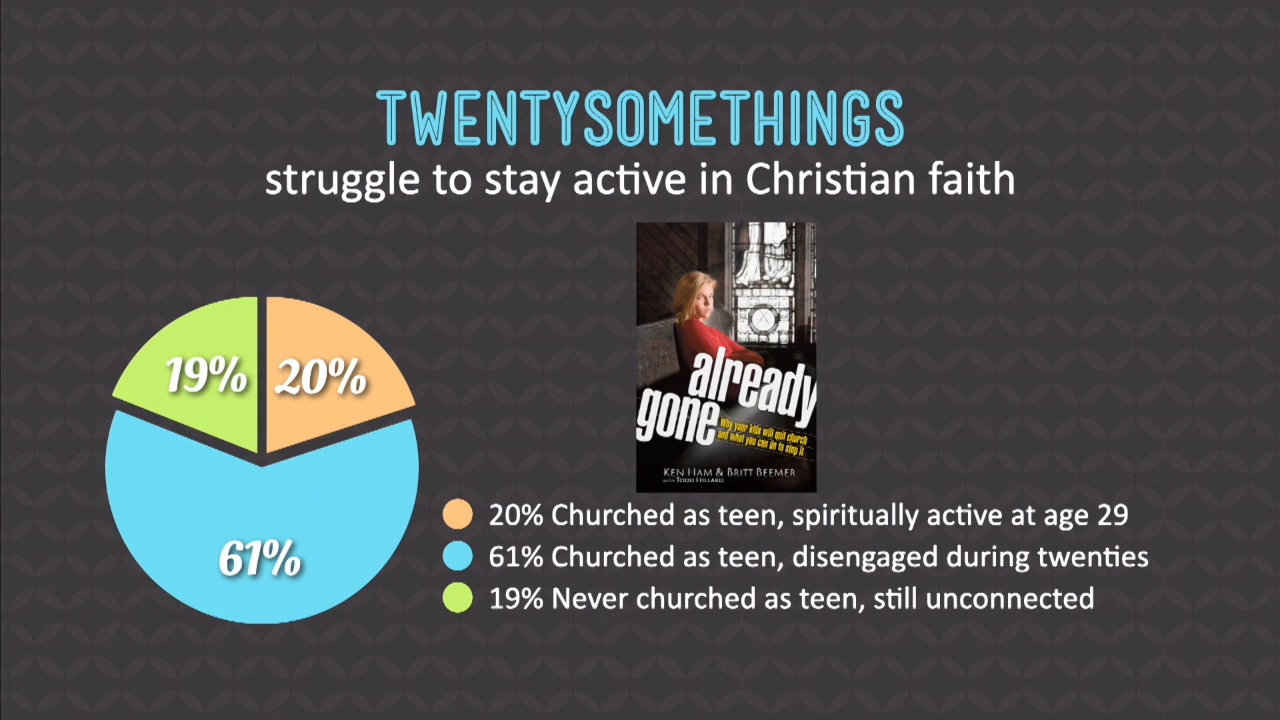 TWENTYSOMETHINGS
struggle to stay active in Christian faith
19%
20%
61%
already
gone
Why your kids will quit church
and what you can do to stop it
KEN HAM & BRITT BEEMER
WITH TODD HILLARD
20% Churched as teen, spiritually active at age 29
61% Churched as teen, disengaged during twenties
19% Never churched as teen, still unconnected